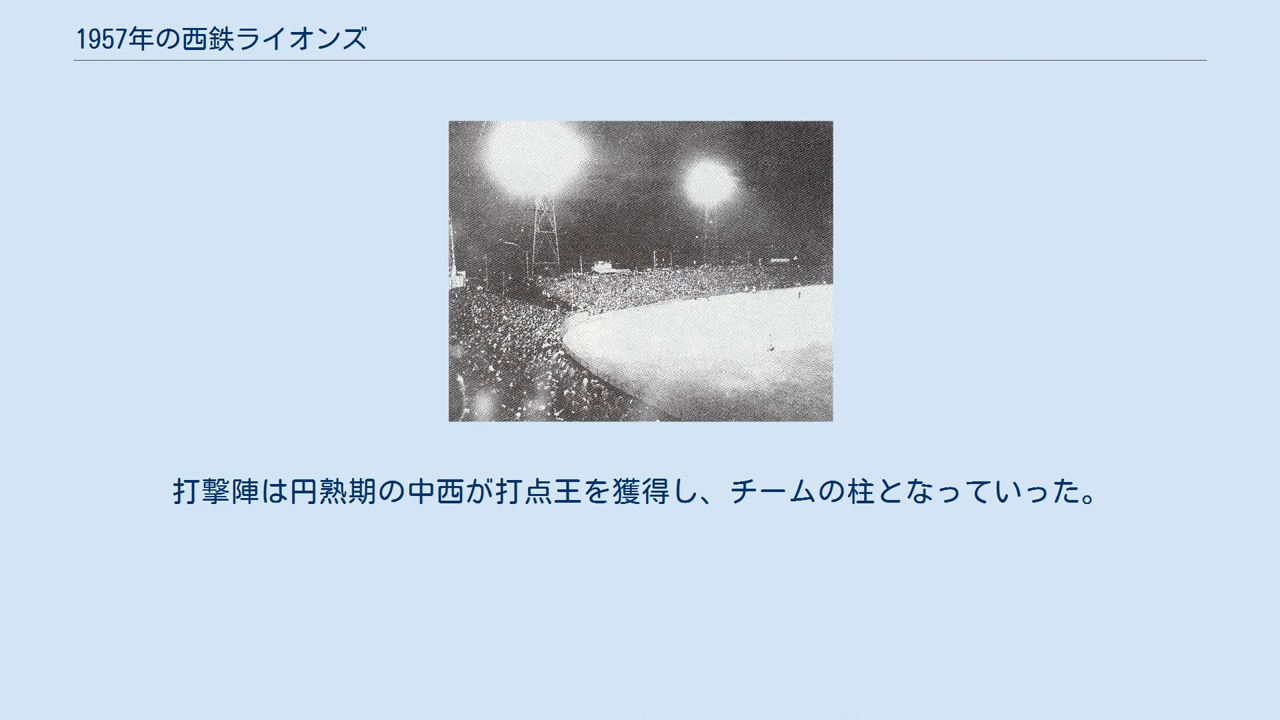 1957年の西鉄ライオンズ
打撃陣は円熟期の中西が打点王を獲得し、チームの柱となっていった。